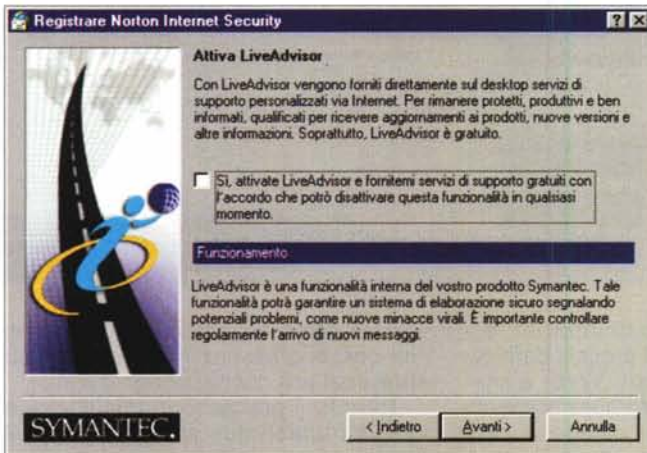 Registrare Norton Internet Security
Attiva LiveAdvisor
Con LiveAdvisor vengono forniti direttamente sul desktop servizi di
supporto personalizzati via Internet. Per rimanere protetti, produttivi e ben
informati, qualificati per ricevere aggiornamenti ai prodotti, nuove versioni e
altre informazioni. Soprattutto, LiveAdvisor è gratuito.
Sì, attivate LiveAdvisor e fornitemi servizi di supporto gratuiti con
l'accordo che potrò disattivare questa funzionalità in qualsiasi
momento.
Funzionamento
LiveAdvisor è una funzionalità interna del vostro prodotto Symantec. Tale
funzionalità potrà garantire un sistema di elaborazione sicuro segnalando
potenziali problemi, come nuove minacce virali. È importante controllare
regolarmente l'arrivo di nuovi messaggi.
SYMANTEC.
< Indietro
Avanti >
Annulla